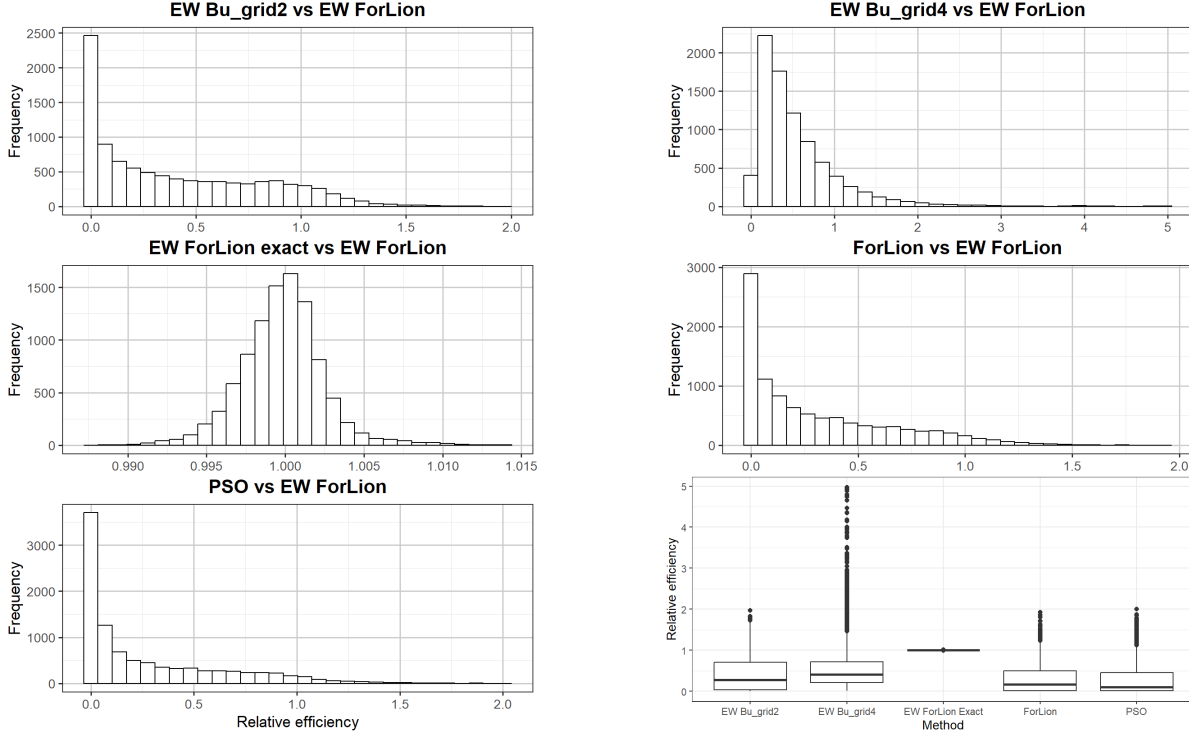 EW Bu_grid2 vs EW ForLion
Frequency
2500
2000
1500
1000
500
0
0.0 0.5 1.0 1.5 2.0
EW Bu_grid4 vs EW ForLion
Frequency
2000
1500
1000
500
0
0 1 2 3 4 5
EW ForLion exact vs EW ForLion
Frequency
1500
1000
500
0
0.990 0.995 1.000 1.005 1.010 1.015
ForLion vs EW ForLion
Frequency
3000
2000
1000
0
0.0 0.5 1.0 1.5 2.0
PSO vs EW ForLion
Frequency
3000
2000
1000
0
0.0 0.5 1.0 1.5 2.0
Relative efficiency
Relative efficiency
5
4
3
2
1
0
EW Bu_grid2 EW Bu_grid4 EW ForLion Exact ForLion PSO
Method